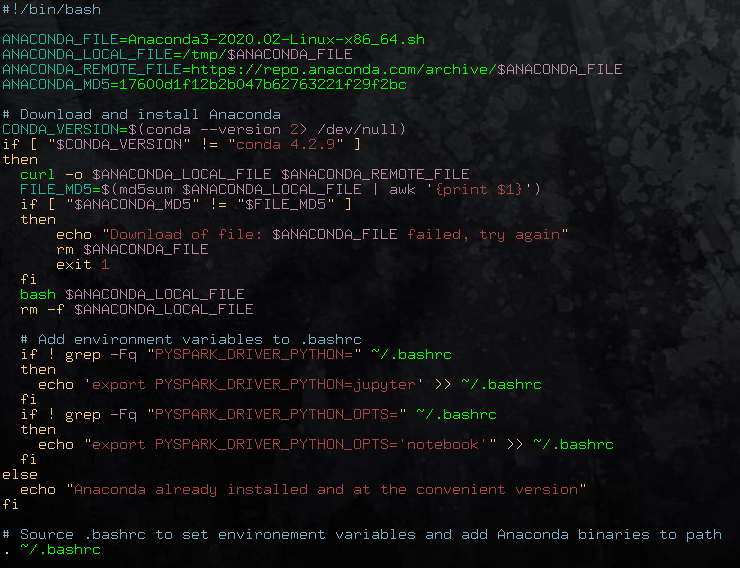 #!/bin/bash

ANACONDA_FILE=Anaconda3-2020.02-Linux-x86_64.sh
ANACONDA_LOCAL_FILE=/tmp/$ANACONDA_FILE
ANACONDA_REMOTE_FILE=https://repo.anaconda.com/archive/$ANACONDA_FILE
ANACONDA_MD5=17600d1f12b2b047b62763221f29f2bc

# Download and install Anaconda
CONDA_VERSION=$(conda --version 2> /dev/null)
if [ "$CONDA_VERSION" != "conda 4.2.9" ]
then
  curl -o $ANACONDA_LOCAL_FILE $ANACONDA_REMOTE_FILE
  FILE_MD5=$(md5sum $ANACONDA_LOCAL_FILE | awk '{print $1}')
  if [ "$ANACONDA_MD5" != "$FILE_MD5" ]
  then
      echo "Download of file: $ANACONDA_FILE failed, try again"
      rm $ANACONDA_FILE
      exit 1
  fi
  bash $ANACONDA_LOCAL_FILE
  rm -f $ANACONDA_LOCAL_FILE

  # Add environment variables to .bashrc
  if ! grep -Fq "PYSPARK_DRIVER_PYTHON=" ~/.bashrc
  then
    echo 'export PYSPARK_DRIVER_PYTHON=jupyter' >> ~/.bashrc
  fi
  if ! grep -Fq "PYSPARK_DRIVER_PYTHON_OPTS=" ~/.bashrc
  then
    echo "export PYSPARK_DRIVER_PYTHON_OPTS='notebook'" >> ~/.bashrc
  fi
else
  echo "Anaconda already installed and at the convenient version"
fi

# Source .bashrc to set environement variables and add Anaconda binaries to path
. ~/.bashrc